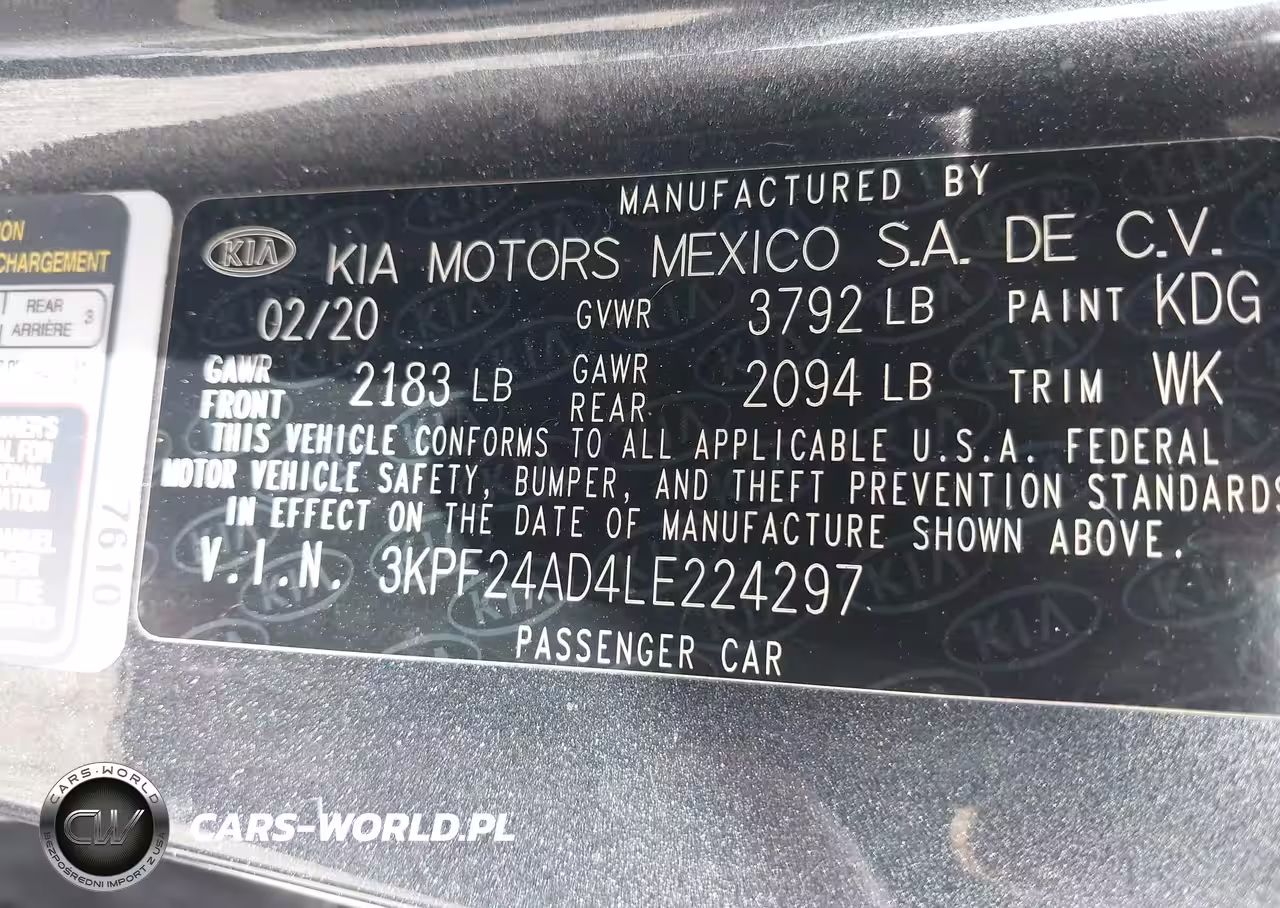 MANUFACTURED BY
KIA
KIA MOTORS MEXICO S.A. DE C.V.
02/20 GVWR 3792 LB PAINT KDG
GAWR FRONT 2183 LB GAWR REAR 2094 LB TRIM WK
THIS VEHICLE CONFORMS TO ALL APPLICABLE U.S.A. FEDERAL
MOTOR VEHICLE SAFETY, BUMPER, AND THEFT PREVENTION STANDARDS
IN EFFECT ON THE DATE OF MANUFACTURE SHOWN ABOVE.
V.I.N. 3KPF24AD4LE224297
PASSENGER CAR
CHARGEMENT
REAR
ARRIÈRE 3
7610
CARS-WORLD
CW
BEZPOŚREDNI IMPORT Z USA
CARS-WORLD.PL